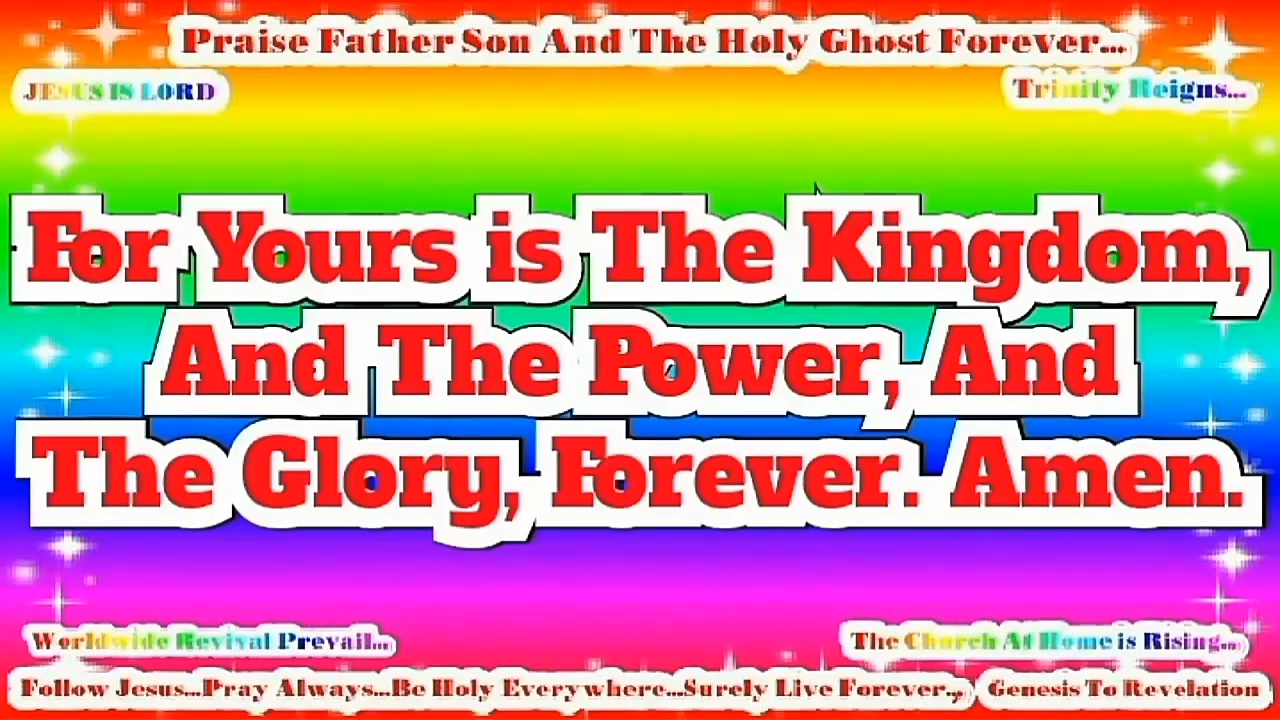 Praise Father Son And The Holy Ghost Forever...
JESUS IS LORD
Trinity Reigns...
For Yours is The Kingdom,
And The Power, And
The Glory, Forever. Amen.
Worldwide Revival Prevail...
The Church At Home is Rising...
Follow Jesus...Pray Always...Be Holy Everywhere...Surely Live Forever..,
Genesis To Revelation